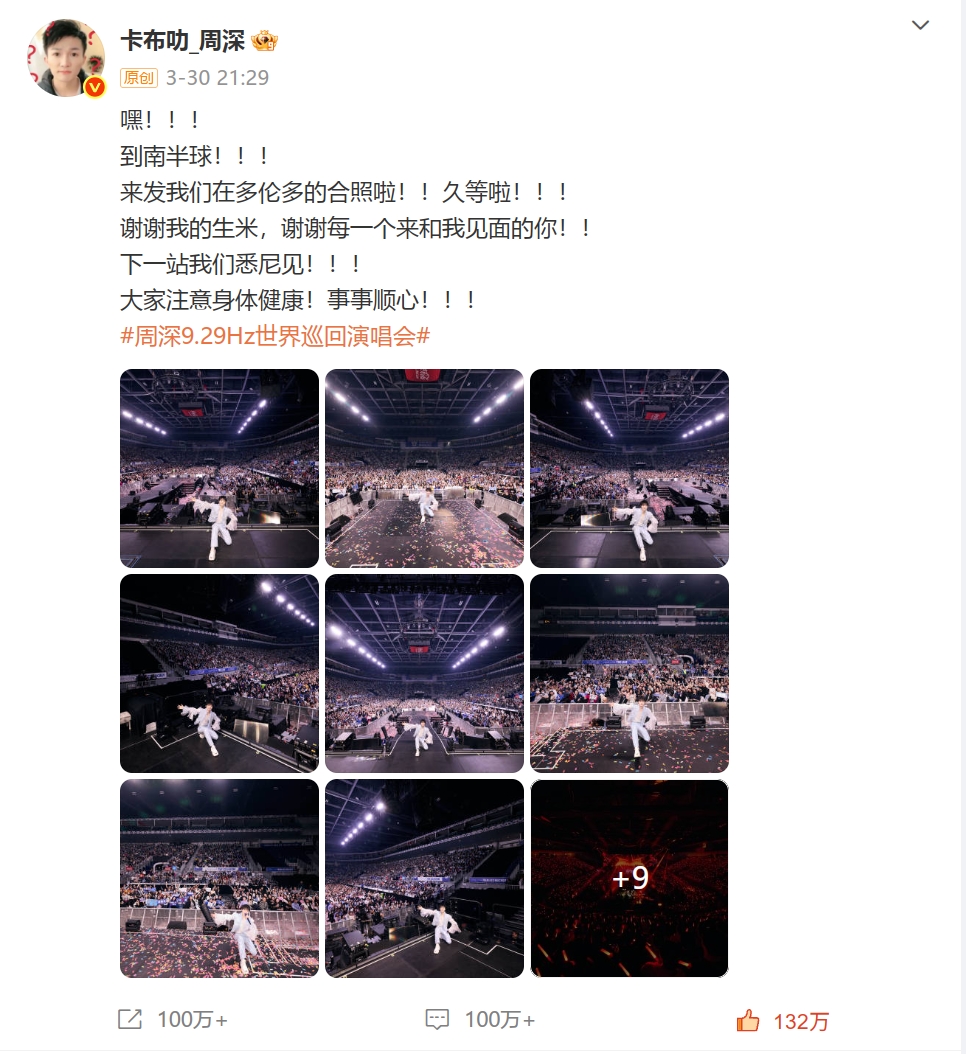 卡布叻_周深
原创 3-30 21:29
嘿！！！
到南半球！！！
来发我们在多伦多的合照啦！！久等啦！！！
谢谢我的生米，谢谢每一个来和我见面的你！！
下一站我们悉尼见！！！
大家注意身体健康！事事顺心！！！
#周深9.29Hz世界巡回演唱会#
+9
100万+ 100万+ 132万